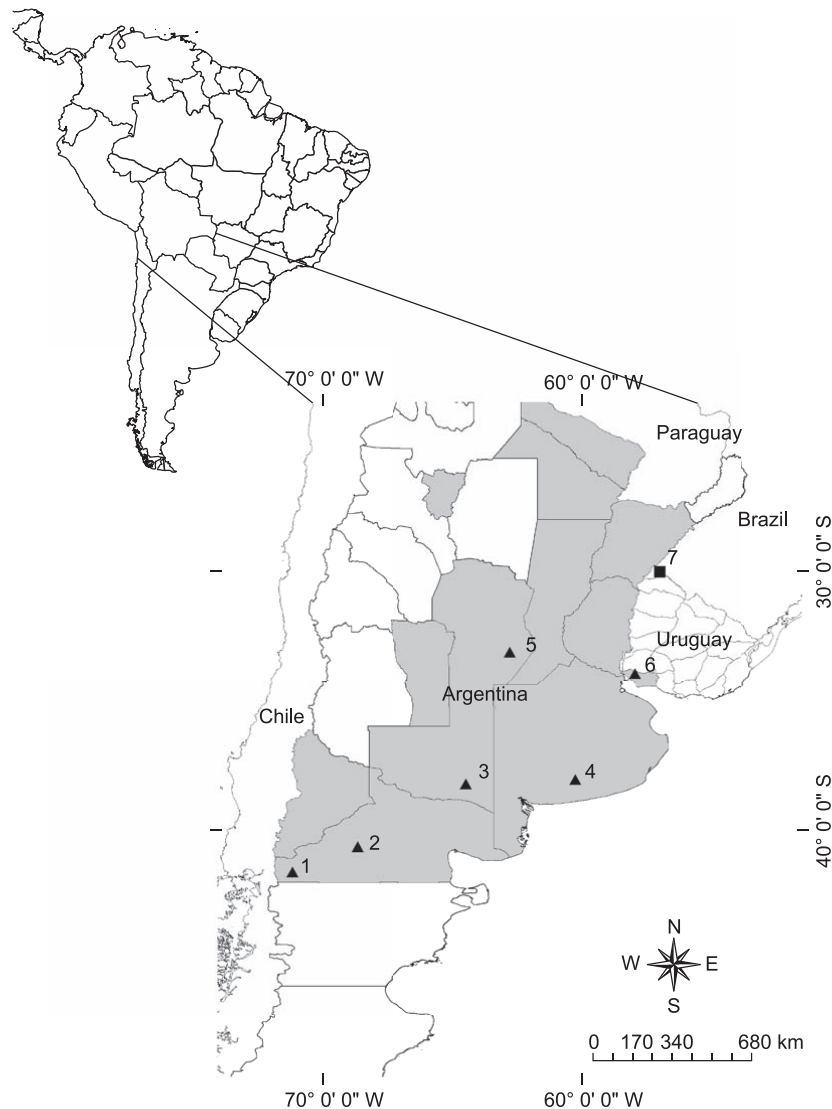 70° 0' 0" W
60° 0' 0" W
Paraguay
Brazil
30° 0' 0" S
7
Uruguay
5
6
Argentina
Chile
3
4
40° 0' 0" S
2
1
N
W E
S
0 170 340 680 km
70° 0' 0" W
60° 0' 0" W